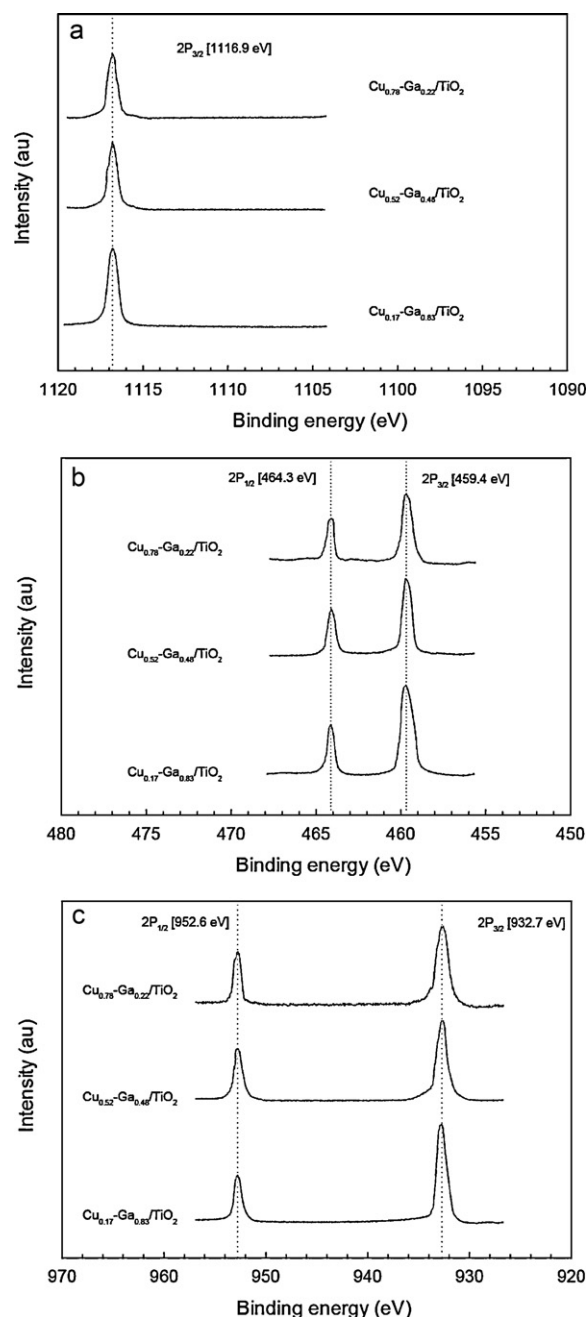 a
2P3/2 [1116.9 eV]
Cu0.78-Ga0.22/TiO2
Cu0.52-Ga0.48/TiO2
Cu0.17-Ga0.83/TiO2
Intensity (au)
1120 1115 1110 1105 1100 1095 1090
Binding energy (eV)
b
2P1/2 [464.3 eV] 2P3/2 [459.4 eV]
Cu0.78-Ga0.22/TiO2
Cu0.52-Ga0.48/TiO2
Cu0.17-Ga0.83/TiO2
Intensity (au)
480 475 470 465 460 455 450
Binding energy (eV)
c
2P1/2 [952.6 eV] 2P3/2 [932.7 eV]
Cu0.78-Ga0.22/TiO2
Cu0.52-Ga0.48/TiO2
Cu0.17-Ga0.83/TiO2
Intensity (au)
970 960 950 940 930 920
Binding energy (eV)